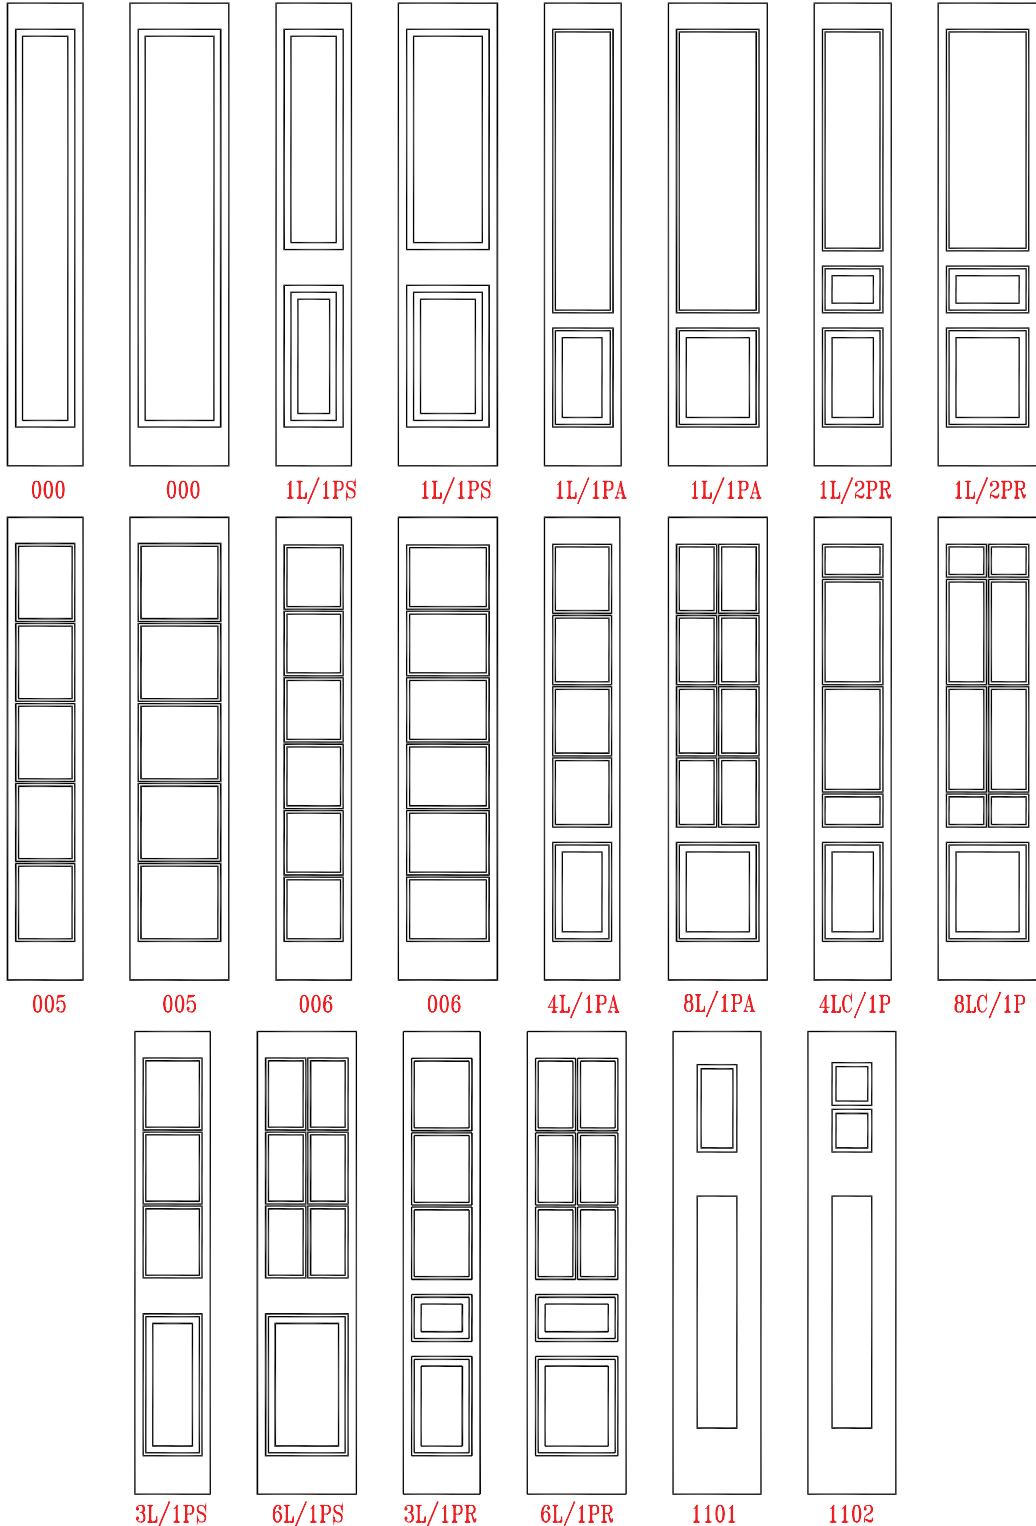 000 000 1L/1PS 1L/1PS 1L/1PA 1L/1PA 1L/2PR 1L/2PR
005 005 006 006 4L/1PA 8L/1PA 4LC/1P 8LC/1P
3L/1PS 6L/1PS 3L/1PR 6L/1PR 1101 1102